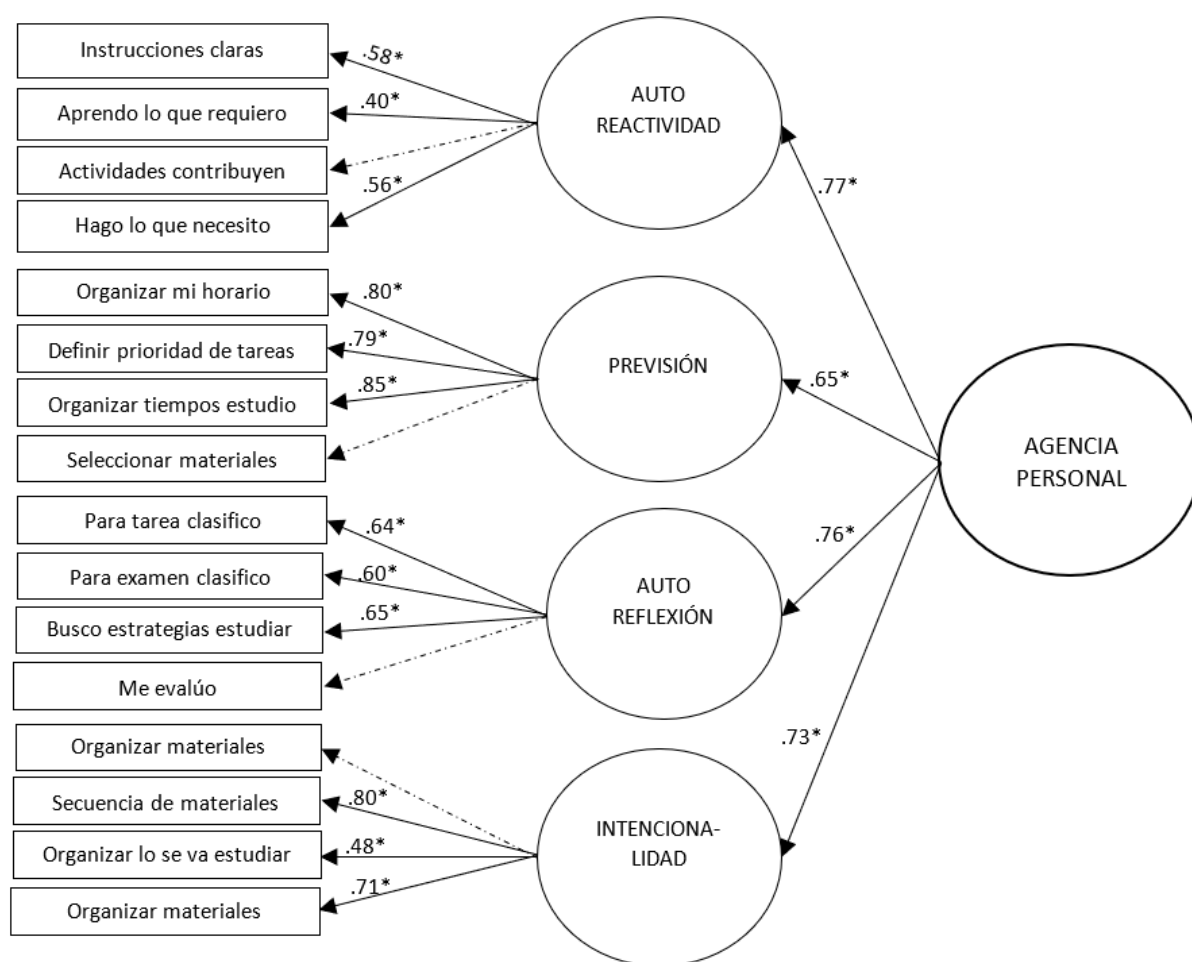 Instrucciones claras
.58*
Aprendo lo que requiero
.40*
Actividades contribuyen
.56*
Hago lo que necesito
AUTO
REACTIVIDAD
.77*
Organizar mi horario
.80*
Definir prioridad de tareas
.79*
Organizar tiempos estudio
.85*
Seleccionar materiales
PREVISIÓN
.65*
AGENCIA
PERSONAL
Para tarea clasifico
.64*
Para examen clasifico
.60*
Busco estrategias estudiar
.65*
Me evalúo
AUTO
REFLEXIÓN
.76*
Organizar materiales
Secuencia de materiales
.80*
Organizar lo se va estudiar
.48*
Organizar materiales
.71*
INTENCIONA-
LIDAD
.73*